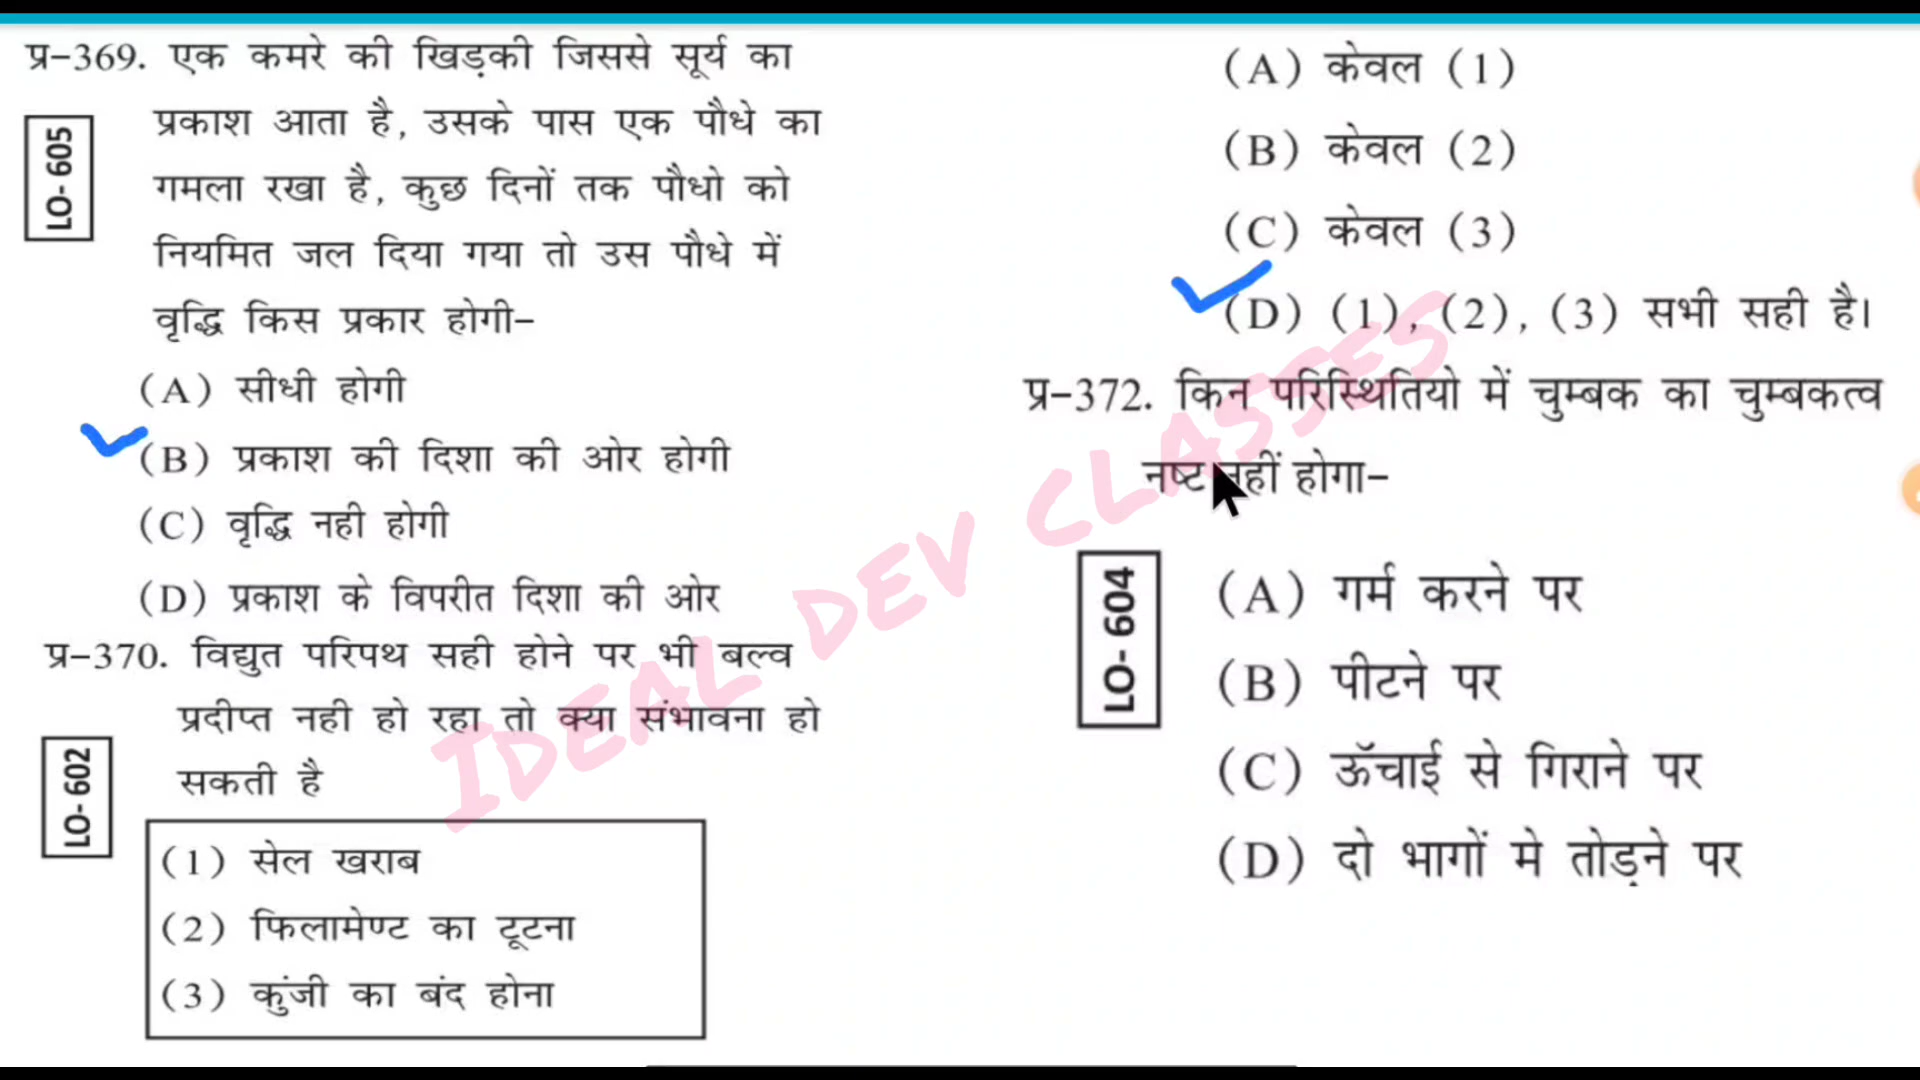 प्र-369. एक कमरे की खिड़की जिससे सूर्य का
प्रकाश आता है, उसके पास एक पौधे का
गमला रखा है, कुछ दिनों तक पौधो को
नियमित जल दिया गया तो उस पौधे में
वृद्धि किस प्रकार होगी-
LO- 605
(A) सीधी होगी
(B) प्रकाश की दिशा की ओर होगी
(C) वृद्धि नही होगी
(D) प्रकाश के विपरीत दिशा की ओर
प्र-370. विद्युत परिपथ सही होने पर भी बल्व
प्रदीप्त नही हो रहा तो क्या संभावना हो
सकती है
LO- 602
(1) सेल खराब
(2) फिलामेण्ट का टूटना
(3) कुंजी का बंद होना
(A) केवल (1)
(B) केवल (2)
(C) केवल (3)
(D) (1), (2), (3) सभी सही है।
प्र-372. किन परिस्थितियो में चुम्बक का चुम्बकत्व
नष्ट नहीं होगा-
LO- 604
(A) गर्म करने पर
(B) पीटने पर
(C) ऊँचाई से गिराने पर
(D) दो भागों मे तोड़ने पर
IDEAL DEV CLASSES